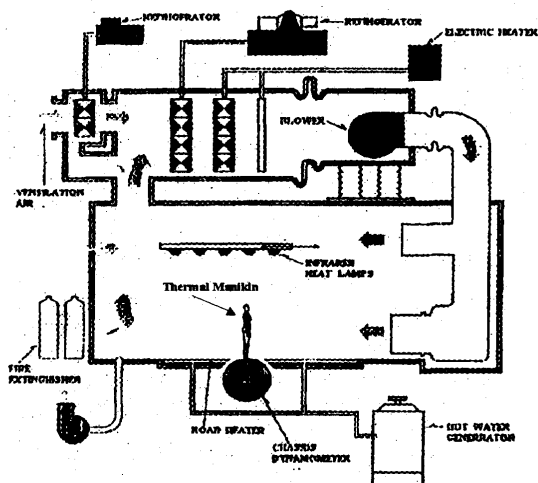 REFRIGERATOR
REFRIGERATOR
ELECTRIC HEATER
BLOWER
VENTILATION
AIR
INFRARED
HEAT LAMPS
Thermal Manikin
FIRE
EXTINGUISHER
ROAD HEATER
CHASSIS
DYNAMOMETER
HOT WATER
GENERATOR